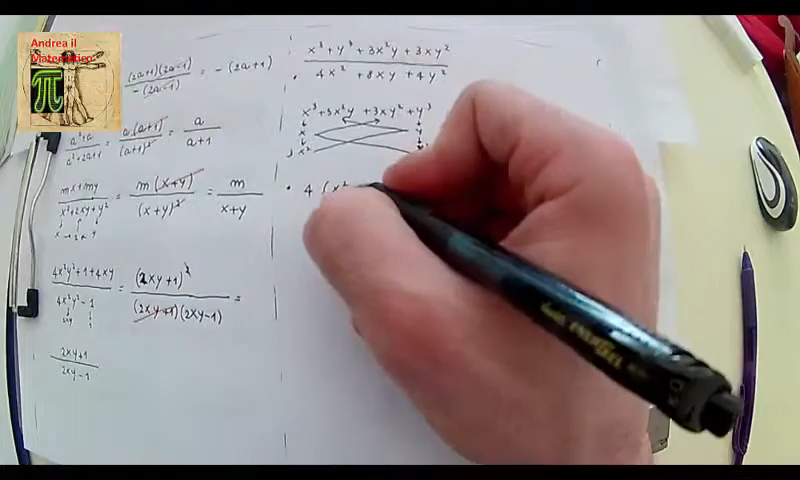 Andrea il
Matematico
π
(2a+1)(2a-1) / -(2a-1) = -(2a+1)
a²+a / a²+2a+1 = a(a+1) / (a+1)² = a / a+1
mx+my / x²+2xy+y² = m(x+y) / (x+y)² = m / x+y
4x²y²+1+4xy / 4x²y²-1 = (2xy+1)² / (2xy+1)(2xy-1) =
2xy+1 / 2xy-1
x³+y³+3x²y+3xy² / 4x²+8xy+4y²
x³+3x²y+3xy²+y³
4(x²